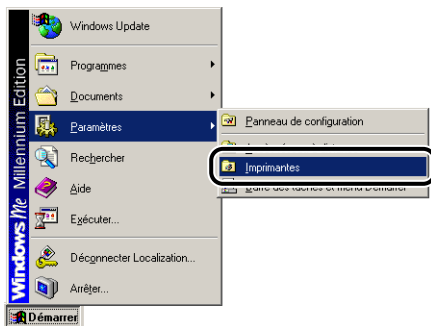 Windows Me Millennium Edition
Windows Update
Programmes
Documents
Paramètres
Rechercher
Aide
Exécuter...
Déconnecter Localization...
Arrêter...
Démarrer
Panneau de configuration
Imprimantes